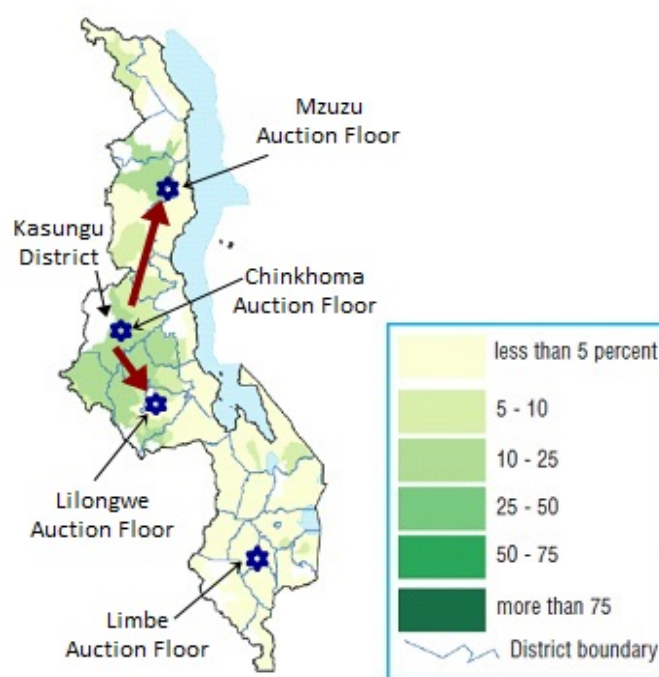 Mzuzu
Auction Floor
Kasungu
District
Chinkhoma
Auction Floor
Lilongwe
Auction Floor
Limbe
Auction Floor
less than 5 percent
5 - 10
10 - 25
25 - 50
50 - 75
more than 75
District boundary